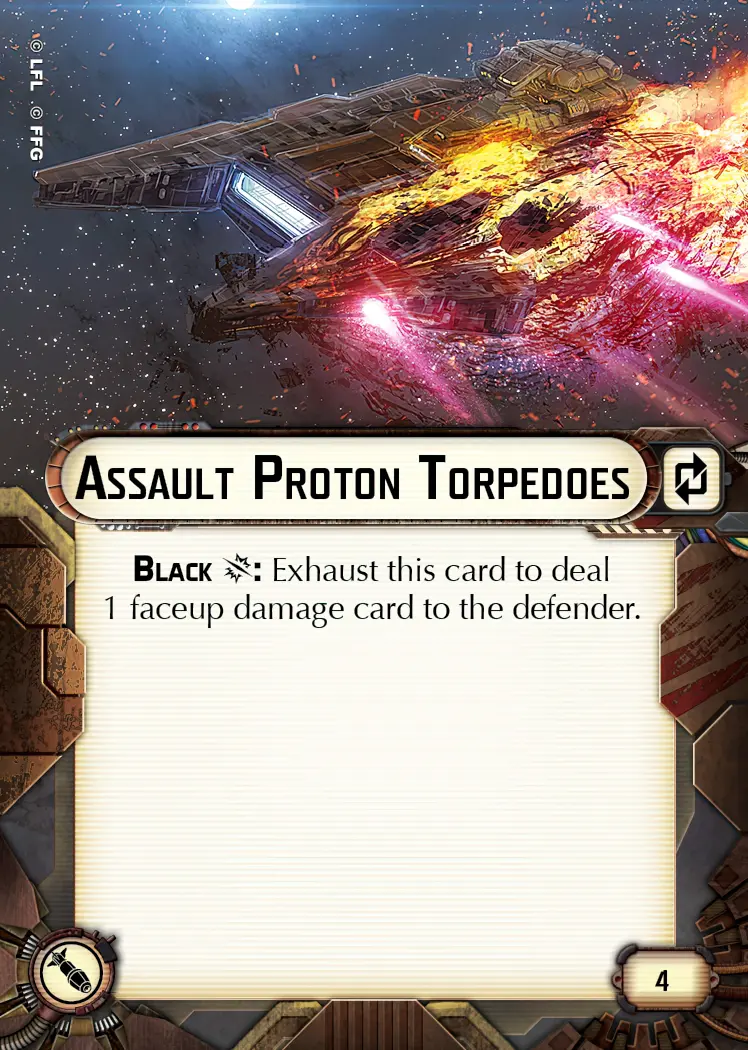 © LFL © FFG
Assault Proton Torpedoes
Black : Exhaust this card to deal
1 faceup damage card to the defender.
4